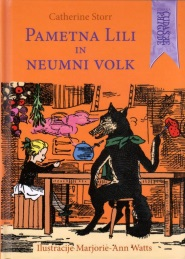 Catherine Storr
PAMETNA LILI
IN
NEUMNI VOLK
Ilustracije Marjorie-Ann Watts